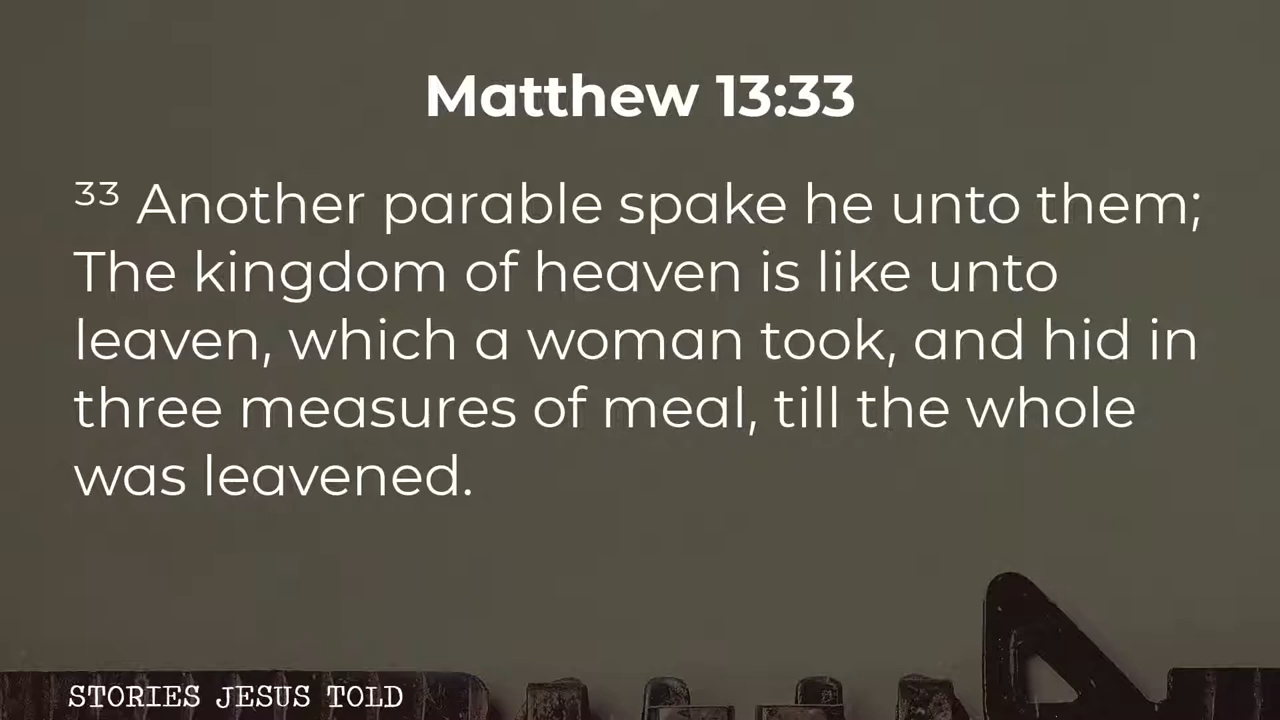 Matthew 13:33
33 Another parable spake he unto them;
The kingdom of heaven is like unto
leaven, which a woman took, and hid in
three measures of meal, till the whole
was leavened.
STORIES JESUS TOLD